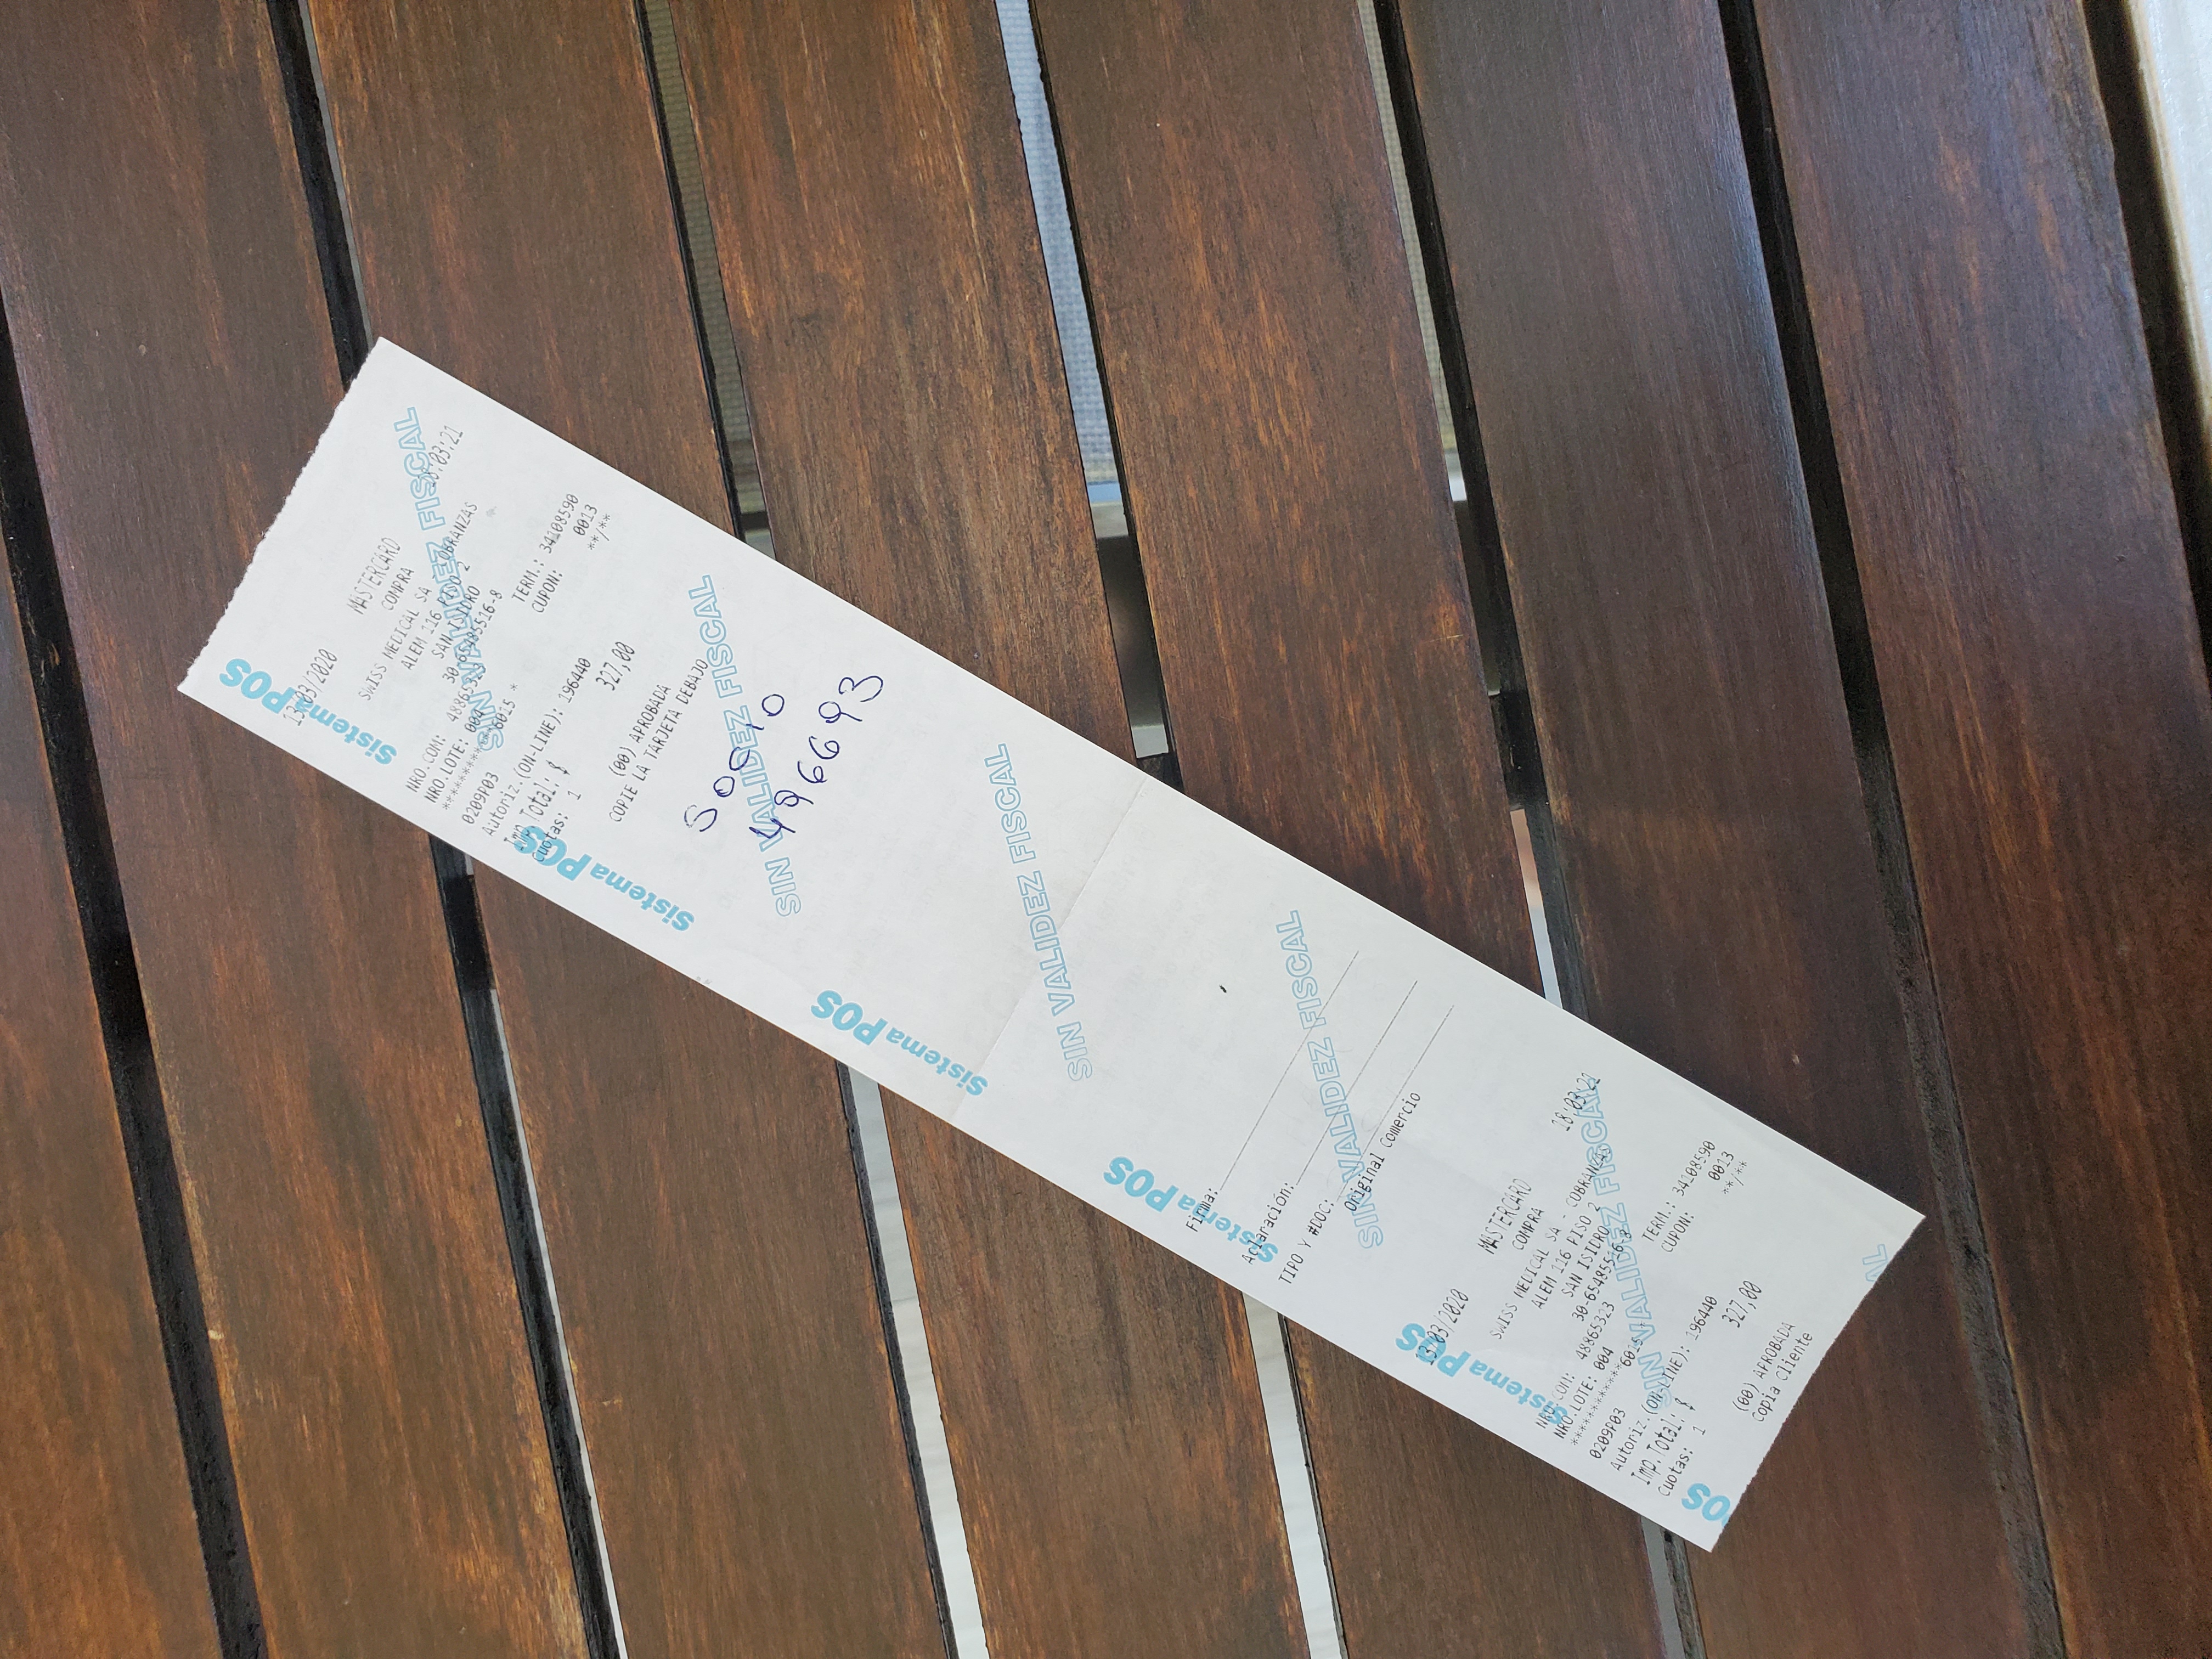 Sistema POS
13/03/2020
18:03:21
MASTERCARD
COMPRA
SWISS MEDICAL SA - COBRANZAS
ALEM 116 PISO 2
SAN ISIDRO
30-65485516-8
NRO.COM: 48865323 TERM.: 34108590
NRO.LOTE: 004 CUPON: 0013
***********6015 * **/**
0209P03
Autoriz.(ON-LINE): 196440
Imp.Total: $ 327,00
Cuotas: 1
SIN VALIDEZ FISCAL
Sistema POS
(00) APROBADA
COPIE LA TARJETA DEBAJO
Socio
496693
SIN VALIDEZ FISCAL
Sistema POS
SIN VALIDEZ FISCAL
Sistema POS
Firma:
Aclaración:
TIPO Y #DOC:
Original Comercio
SIN VALIDEZ FISCAL
Sistema POS
13/03/2020
18:03:21
MASTERCARD
COMPRA
SWISS MEDICAL SA - COBRANZAS
ALEM 116 PISO 2
SAN ISIDRO
30-65485516-8
NRO.COM: 48865323 TERM.: 34108590
NRO.LOTE: 004 CUPON: 0013
***********6015 * **/**
0209P03
Autoriz.(ON-LINE): 196440
Imp.Total: $ 327,00
Cuotas: 1
SIN VALIDEZ FISCAL
(00) APROBADA
Copia Cliente
OS
AL